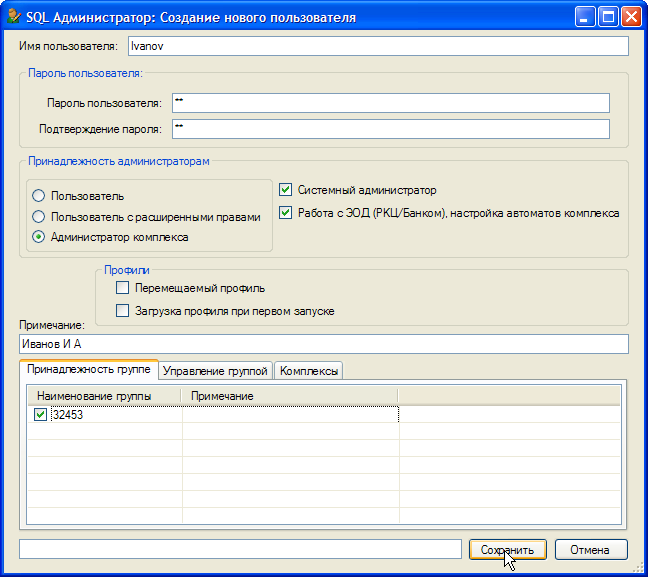 SQL Администратор: Создание нового пользователя
Имя пользователя: Ivanov
Пароль пользователя:
Пароль пользователя: **
Подтверждение пароля: **
Принадлежность администраторам
Пользователь
Пользователь с расширенными правами
Администратор комплекса
Системный администратор
Работа с ЭОД (РКЦ/Банком), настройка автоматов комплекса
Профили
Перемещаемый профиль
Загрузка профиля при первом запуске
Примечание:
Иванов И А
Принадлежность группе Управление группой Комплексы
Наименование группы Примечание
32453
Сохранить Отмена